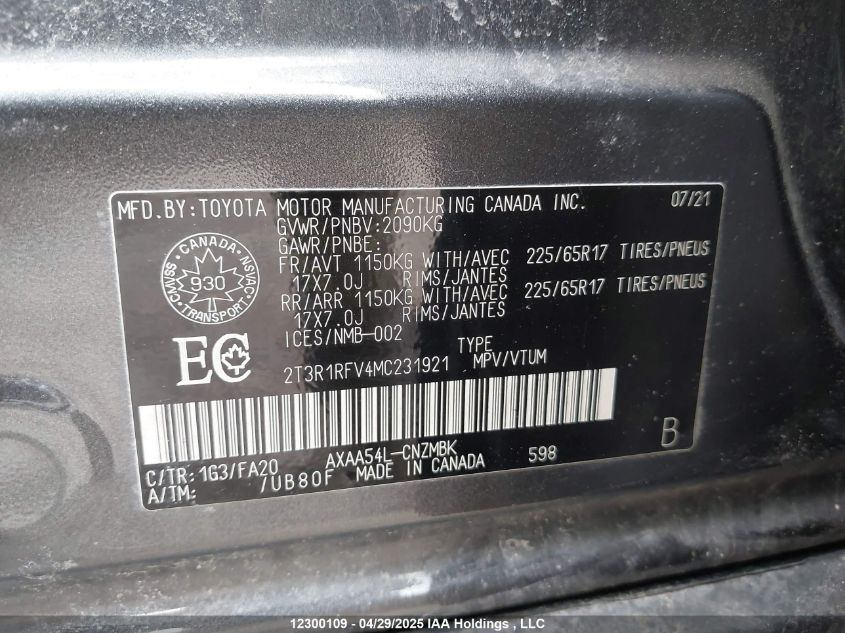 MFD.BY:TOYOTA MOTOR MANUFACTURING CANADA INC. 07/21
GVWR/PNBV:2090KG
GAWR/PNBE:
FR/AVT 1150KG WITH/AVEC 225/65R17 TIRES/PNEUS
17X7.0J RIMS/JANTES
RR/ARR 1150KG WITH/AVEC 225/65R17 TIRES/PNEUS
17X7.0J RIMS/JANTES
ICES/NMB-002
CANADA
CMVSS
930
NSVAC
TRANSPORT
EC
TYPE
2T3R1RFV4MC231921 MPV/VTUM
B
AXAA54L-CNZMBK 598
C/TR:1G3/FA20 MADE IN CANADA
A/TM: /UB80F
12300109 - 04/29/2025 IAA Holdings , LLC